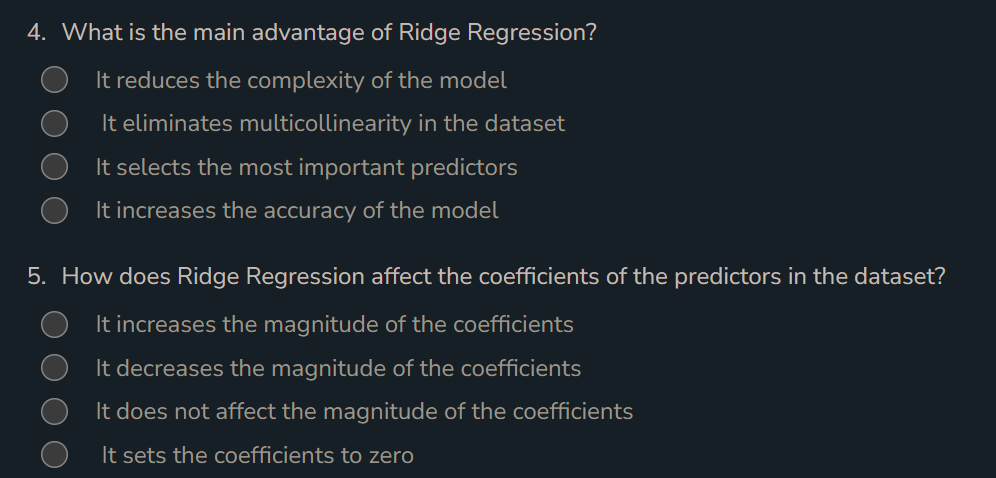 4. What is the main advantage of Ridge Regression?
It reduces the complexity of the model
It eliminates multicollinearity in the dataset
It selects the most important predictors
It increases the accuracy of the model
5. How does Ridge Regression affect the coefficients of the predictors in the dataset?
It increases the magnitude of the coefficients
It decreases the magnitude of the coefficients
It does not affect the magnitude of the coefficients
It sets the coefficients to zero